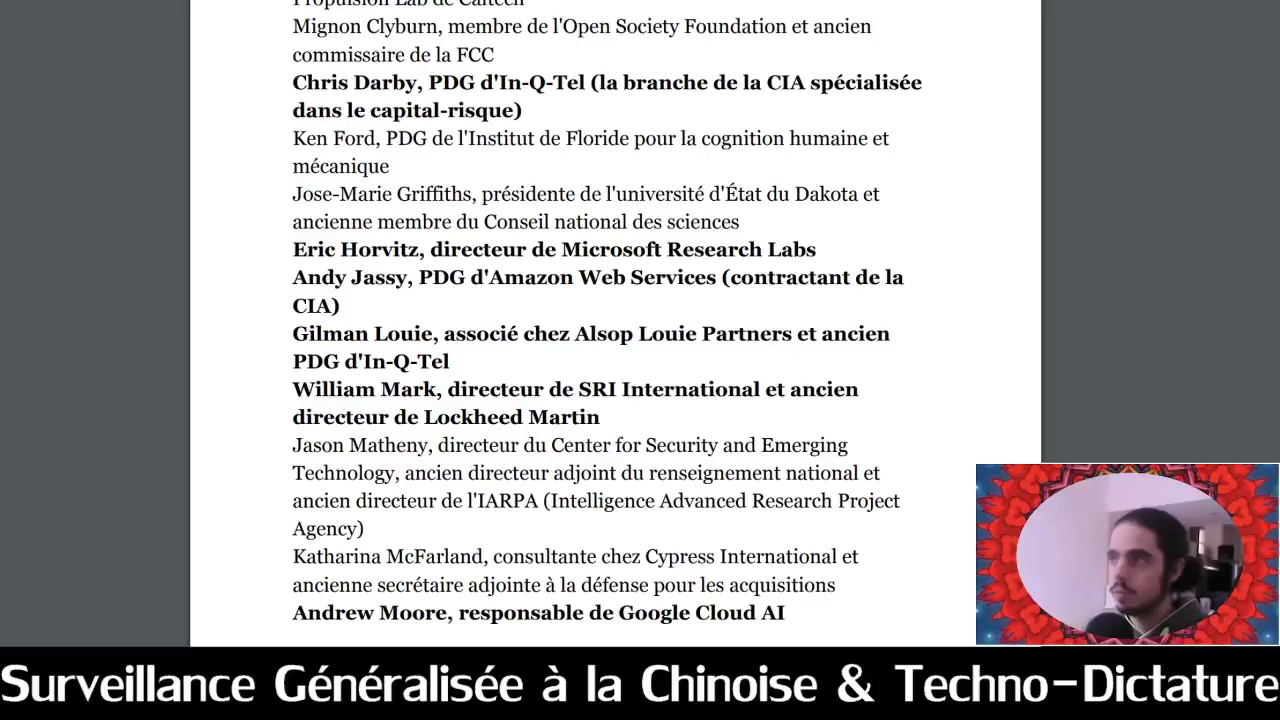 Propulsion Lab de Caltech
Mignon Clyburn, membre de l'Open Society Foundation et ancien
commissaire de la FCC
Chris Darby, PDG d'In-Q-Tel (la branche de la CIA spécialisée
dans le capital-risque)
Ken Ford, PDG de l'Institut de Floride pour la cognition humaine et
mécanique
Jose-Marie Griffiths, présidente de l'université d'État du Dakota et
ancienne membre du Conseil national des sciences
Eric Horvitz, directeur de Microsoft Research Labs
Andy Jassy, PDG d'Amazon Web Services (contractant de la
CIA)
Gilman Louie, associé chez Alsop Louie Partners et ancien
PDG d'In-Q-Tel
William Mark, directeur de SRI International et ancien
directeur de Lockheed Martin
Jason Matheny, directeur du Center for Security and Emerging
Technology, ancien directeur adjoint du renseignement national et
ancien directeur de l'IARPA (Intelligence Advanced Research Project
Agency)
Katharina McFarland, consultante chez Cypress International et
ancienne secrétaire adjointe à la défense pour les acquisitions
Andrew Moore, responsable de Google Cloud AI
Surveillance Généralisée à la Chinoise & Techno-Dictature